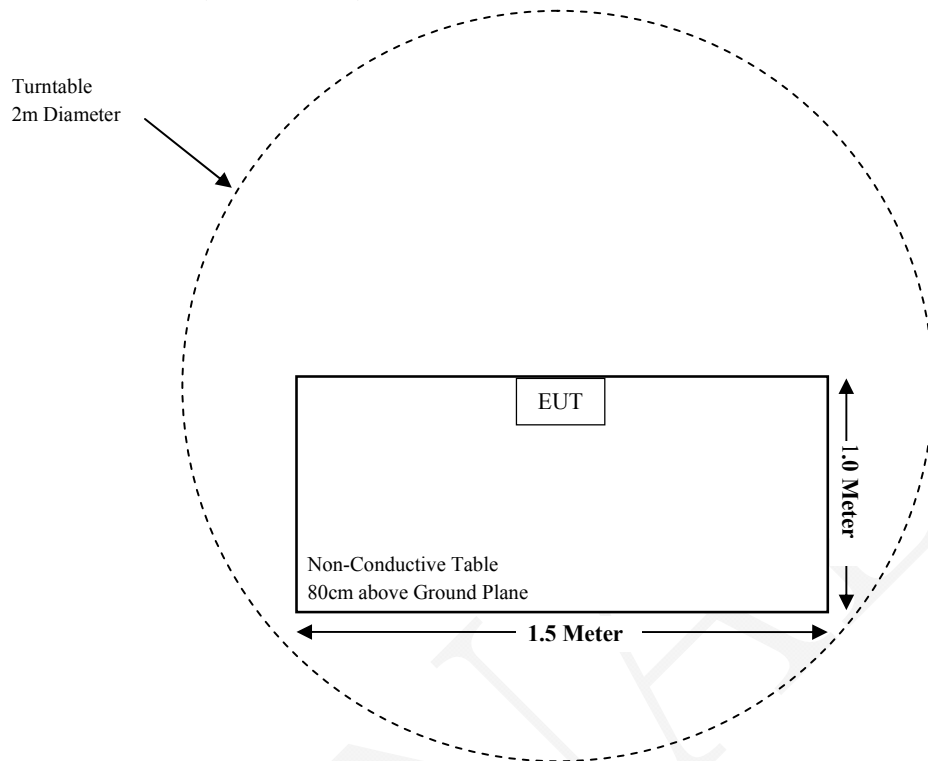 Turntable
2m Diameter
EUT
1.0 Meter
Non-Conductive Table
80cm above Ground Plane
1.5 Meter